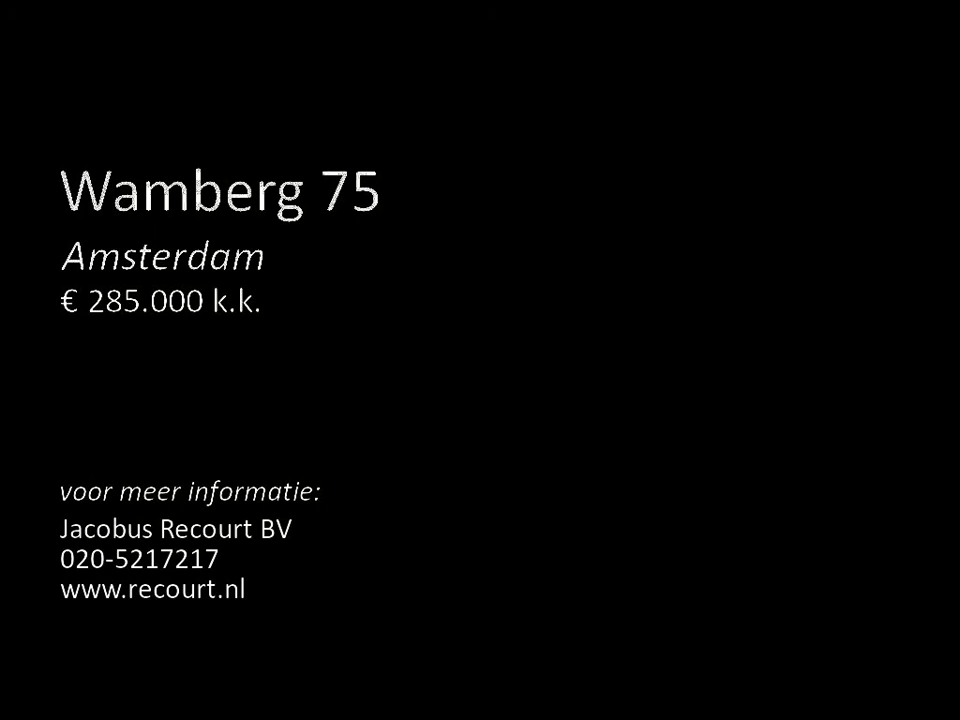 Wamberg 75
Amsterdam
€ 285.000 k.k.
voor meer informatie:
Jacobus Recourt BV
020-5217217
www.recourt.nl